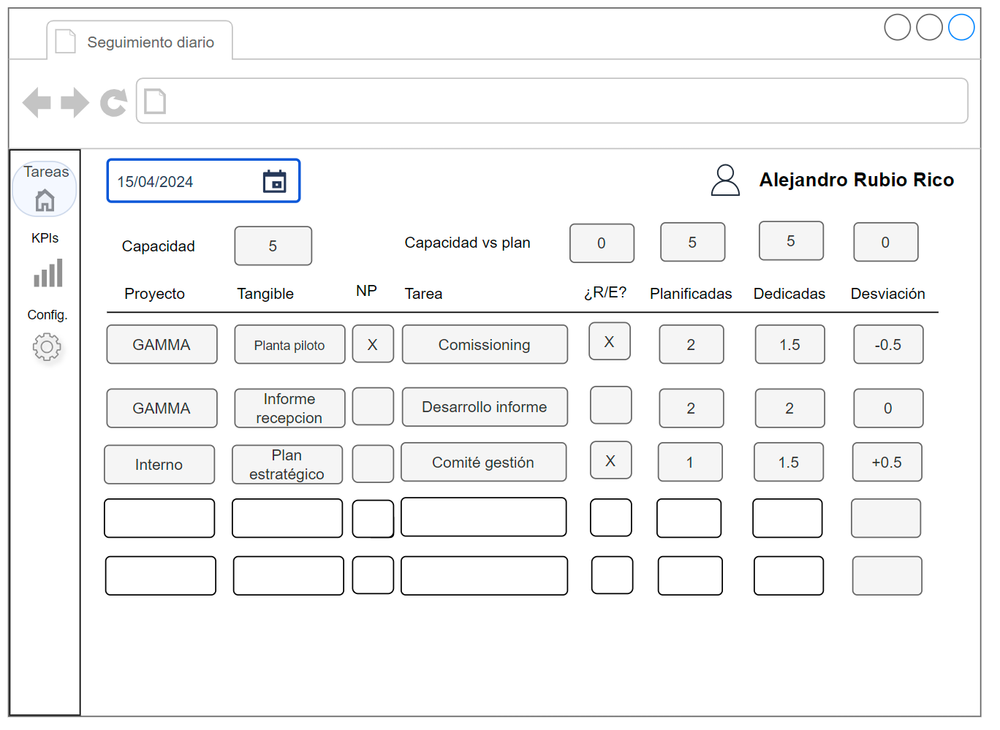 Seguimiento diario
Tareas
KPIs
Config.
15/04/2024
Alejandro Rubio Rico
Capacidad 5 Capacidad vs plan 0 5 5 0
Proyecto Tangible NP Tarea ¿R/E? Planificadas Dedicadas Desviación
GAMMA Planta piloto X Comissioning X 2 1.5 -0.5
GAMMA Informe recepcion Desarrollo informe 2 2 0
Interno Plan estratégico Comité gestión X 1 1.5 +0.5